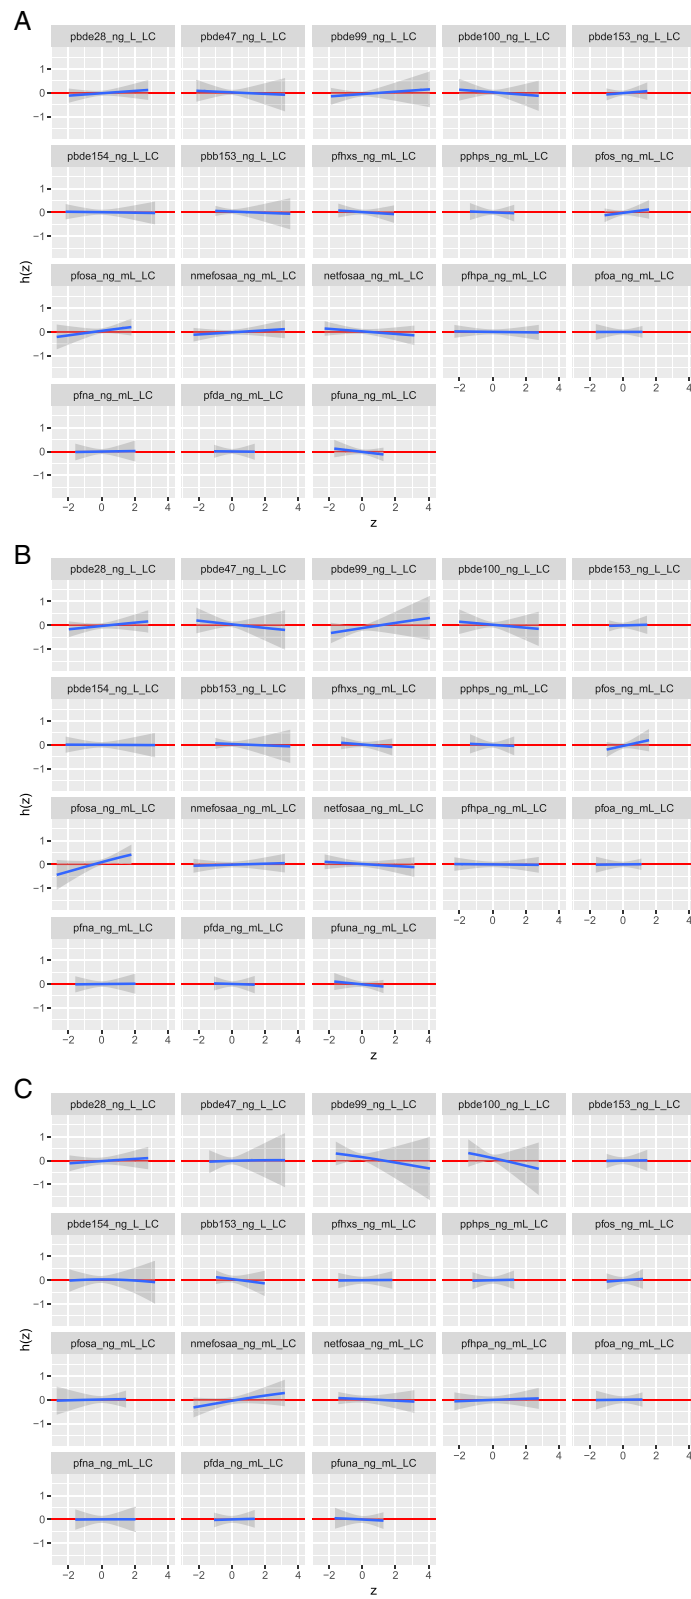 A
pbde28_ng_L_LC pbde47_ng_L_LC pbde99_ng_L_LC pbde100_ng_L_LC pbde153_ng_L_LC
1
0
−1
pbde154_ng_L_LC pbb153_ng_L_LC pfhxs_ng_mL_LC pphps_ng_mL_LC pfos_ng_mL_LC
1
0
−1
h(z)
pfosa_ng_mL_LC nmefosaa_ng_mL_LC netfosaa_ng_mL_LC pfhpa_ng_mL_LC pfoa_ng_mL_LC
1
0
−1
−2 0 2 4 −2 0 2 4
pfna_ng_mL_LC pfda_ng_mL_LC pfuna_ng_mL_LC
1
0
−1
−2 0 2 4 −2 0 2 4 −2 0 2 4
z
B
pbde28_ng_L_LC pbde47_ng_L_LC pbde99_ng_L_LC pbde100_ng_L_LC pbde153_ng_L_LC
1
0
−1
pbde154_ng_L_LC pbb153_ng_L_LC pfhxs_ng_mL_LC pphps_ng_mL_LC pfos_ng_mL_LC
1
0
−1
h(z)
pfosa_ng_mL_LC nmefosaa_ng_mL_LC netfosaa_ng_mL_LC pfhpa_ng_mL_LC pfoa_ng_mL_LC
1
0
−1
−2 0 2 4 −2 0 2 4
pfna_ng_mL_LC pfda_ng_mL_LC pfuna_ng_mL_LC
1
0
−1
−2 0 2 4 −2 0 2 4 −2 0 2 4
z
C
pbde28_ng_L_LC pbde47_ng_L_LC pbde99_ng_L_LC pbde100_ng_L_LC pbde153_ng_L_LC
1
0
−1
pbde154_ng_L_LC pbb153_ng_L_LC pfhxs_ng_mL_LC pphps_ng_mL_LC pfos_ng_mL_LC
1
0
−1
h(z)
pfosa_ng_mL_LC nmefosaa_ng_mL_LC netfosaa_ng_mL_LC pfhpa_ng_mL_LC pfoa_ng_mL_LC
1
0
−1
−2 0 2 4 −2 0 2 4
pfna_ng_mL_LC pfda_ng_mL_LC pfuna_ng_mL_LC
1
0
−1
−2 0 2 4 −2 0 2 4 −2 0 2 4
z